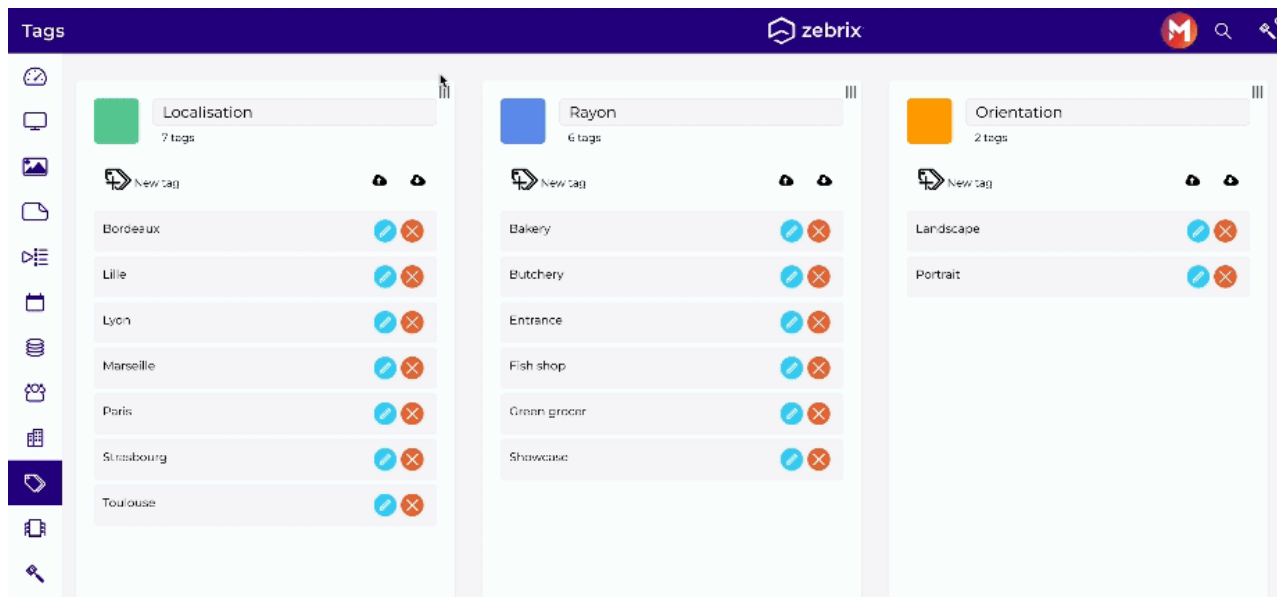 Tags
zebrix
Localisation
7 tags
New tag
Bordeaux
Lille
Lyon
Marseille
Paris
Strasbourg
Toulouse
Rayon
6 tags
New tag
Bakery
Butchery
Entrance
Fish shop
Green grocer
Showcase
Orientation
2 tags
New tag
Landscape
Portrait